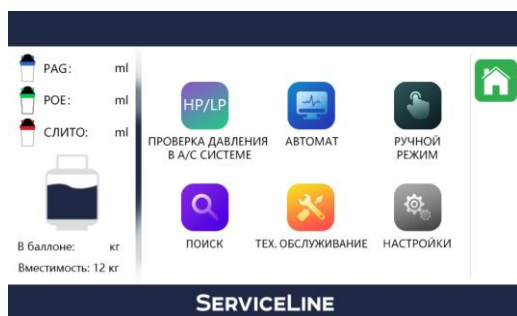 PAG: ml
POE: ml
СЛИТО: ml
В баллоне: кг
Вместимость: 12 кг
HP/LP
ПРОВЕРКА ДАВЛЕНИЯ
В А/С СИСТЕМЕ
АВТОМАТ
РУЧНОЙ
РЕЖИМ
ПОИСК
ТЕХ. ОБСЛУЖИВАНИЕ
НАСТРОЙКИ
SERVICELINE